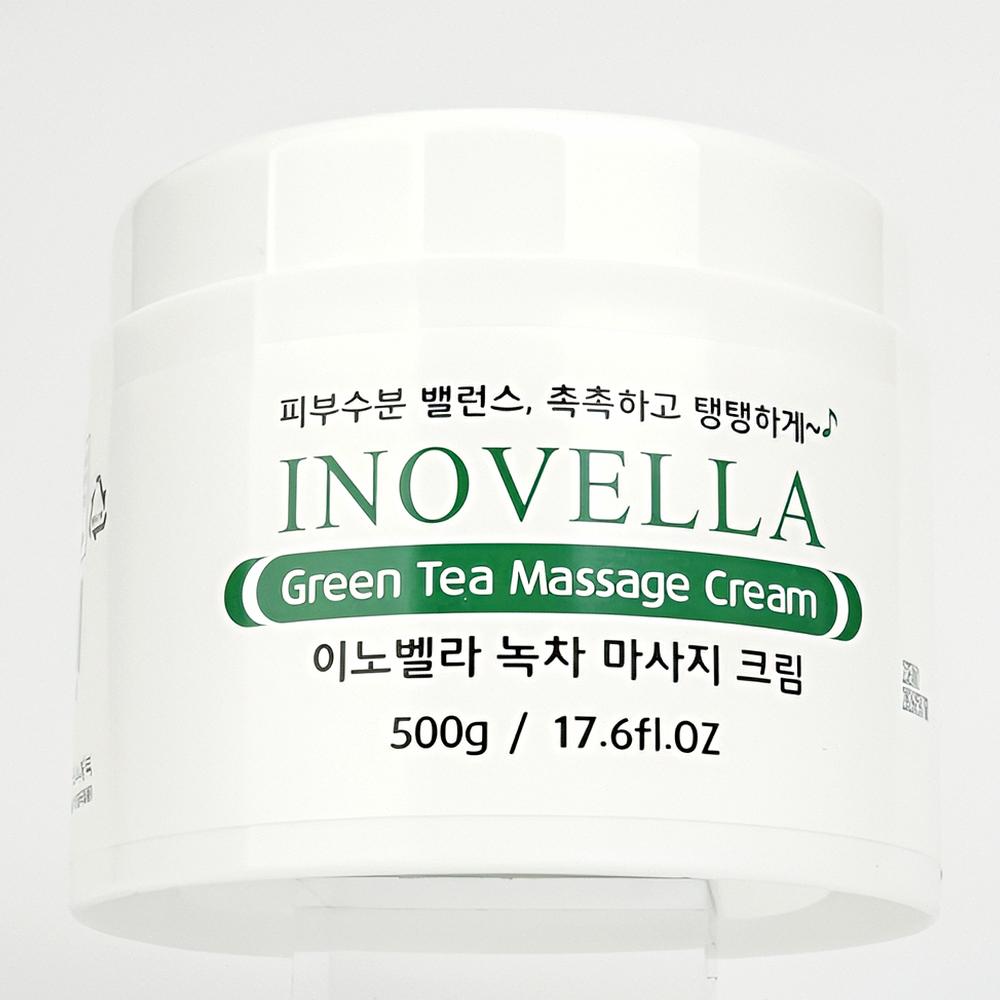 피부수분 밸런스, 촉촉하고 탱탱하게~♪
INOVELLA
Green Tea Massage Cream
이노벨라 녹차 마사지 크림
500g / 17.6fl.OZ